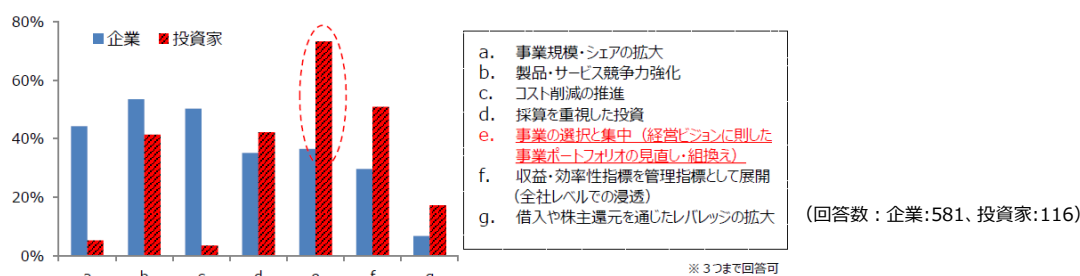 80%
60%
40%
20%
0%
■企業 ■投資家
a b c d e f g
a. 事業規模・シェアの拡大
b. 製品・サービス競争力強化
c. コスト削減の推進
d. 採算を重視した投資
e. 事業の選択と集中（経営ビジョンに則した
事業ポートフォリオの見直し・組換え）
f. 収益・効率性指標を管理指標として展開
（全社レベルでの浸透）
g. 借入や株主還元を通じたレバレッジの拡大
※３つまで回答可
（回答数：企業:581、投資家:116）